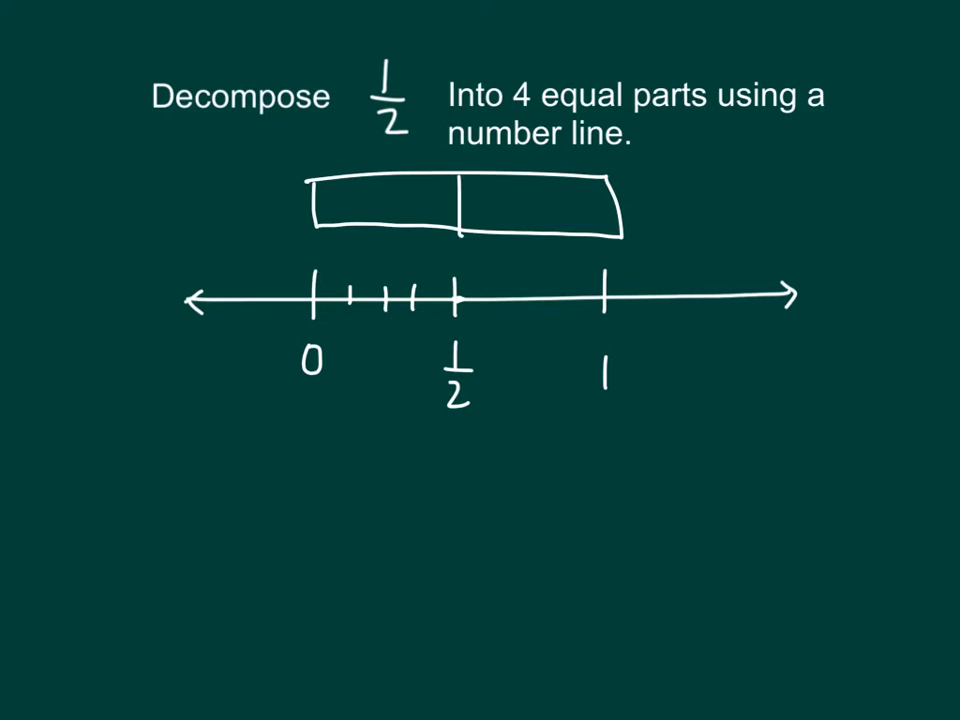 Decompose 1/2 Into 4 equal parts using a
number line.
0 1/2 1